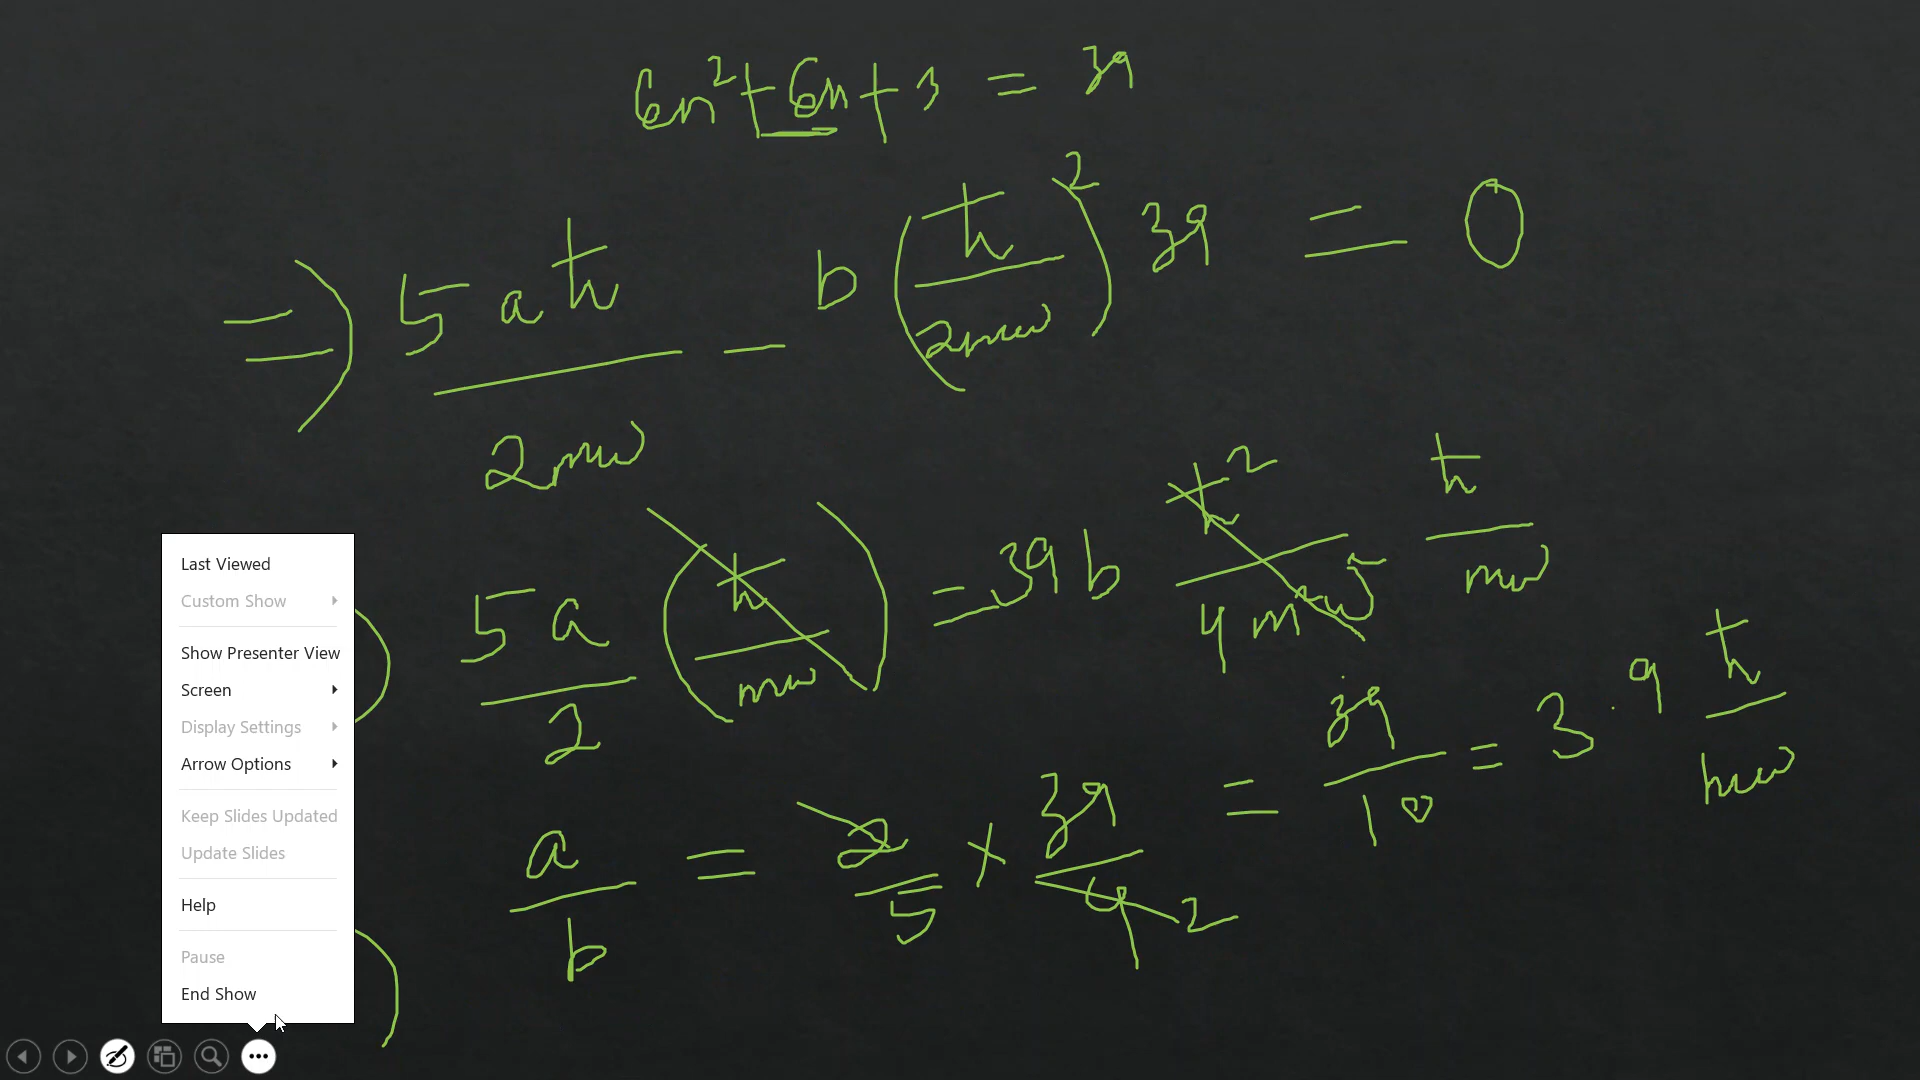 6n²+6n+3 = 39
⇒ 5aħ/2mω − b(ħ/2mω)² 39 = 0
5a/2 (ħ/mω) = 39b ħ²/4m²ω² ħ/mω
a/b = 2/5 × 39/4 2 = 39/10 = 3.9 ħ/mω
Last Viewed
Custom Show
Show Presenter View
Screen
Display Settings
Arrow Options
Keep Slides Updated
Update Slides
Help
Pause
End Show